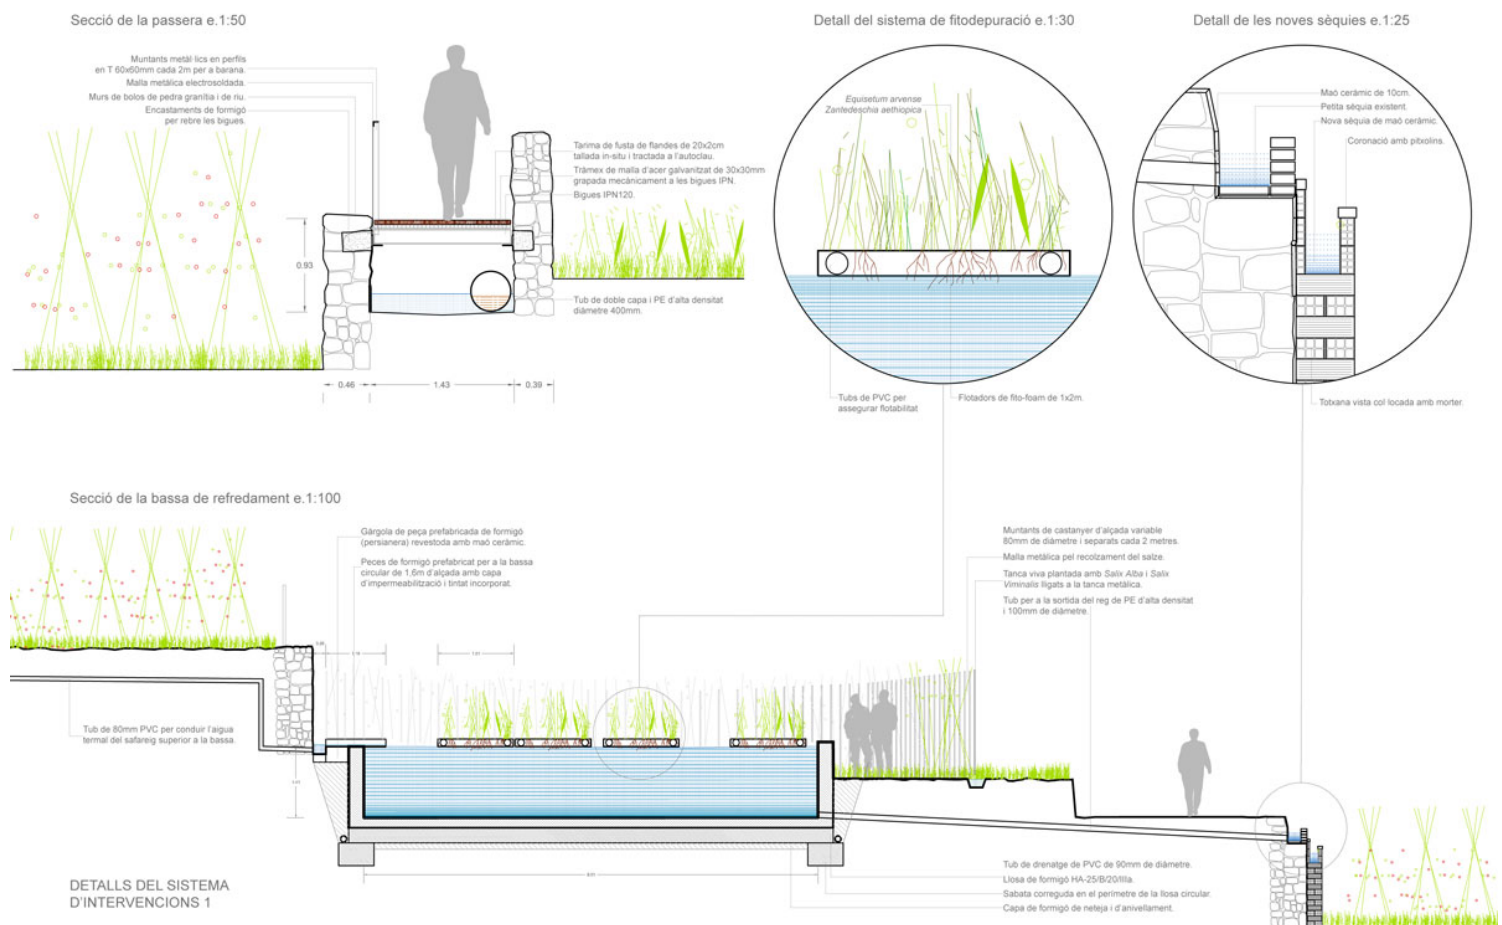 Secció de la passera e.1:50
Muntants metàl·lics en perfils
en T 60x60mm cada 2m per a barana.
Malla metàlica electrosoldada.
Murs de bolos de pedra granítia i de riu.
Encastaments de formigó
per rebre les bigues.
Tarima de fusta de flandes de 20x2cm
tallada in-situ i tractada a l'autoclau.
Tràmex de malla d'acer galvanitzat de 30x30mm
grapada mecànicament a les bigues IPN.
Bigues IPN120.
0.93
Tub de doble capa i PE d'alta densitat
diàmetre 400mm.
0.46
1.43
0.39
Detall del sistema de fitodepuració e.1:30
Equisetum arvense
Zantedeschia aethiopica
Tubs de PVC per
assegurar flotabilitat
Flotadors de fito-foam de 1x2m.
Detall de les noves sèquies e.1:25
Maó ceràmic de 10cm.
Petita sèquia existent.
Nova sèquia de maó ceràmic.
Coronació amb pitxolins.
Totxana vista col·locada amb morter.
Secció de la bassa de refredament e.1:100
Gàrgola de peça prefabricada de formigó
(persianera) revestoda amb maó ceràmic.
Peces de formigó prefabricat per a la bassa
circular de 1,6m d'alçada amb capa
d'impermeabilització i tintat incorporat.
Muntants de castanyer d'alçada variable
80mm de diàmetre i separats cada 2 metres.
Malla metàlica pel recolzament del salze.
Tanca viva plantada amb Salix Alba i Salix
Viminalis lligats a la tanca metàlica.
Tub per a la sortida del reg de PE d'alta densitat
i 100mm de diàmetre.
Tub de 80mm PVC per conduir l'aigua
termal del safareig superior a la bassa.
Tub de drenatge de PVC de 90mm de diàmetre.
Llosa de formigó HA-25/B/20/IIIa.
Sabata correguda en el perímetre de la llosa circular.
Capa de formigó de neteja i d'anivellament.
DETALLS DEL SISTEMA
D'INTERVENCIONS 1